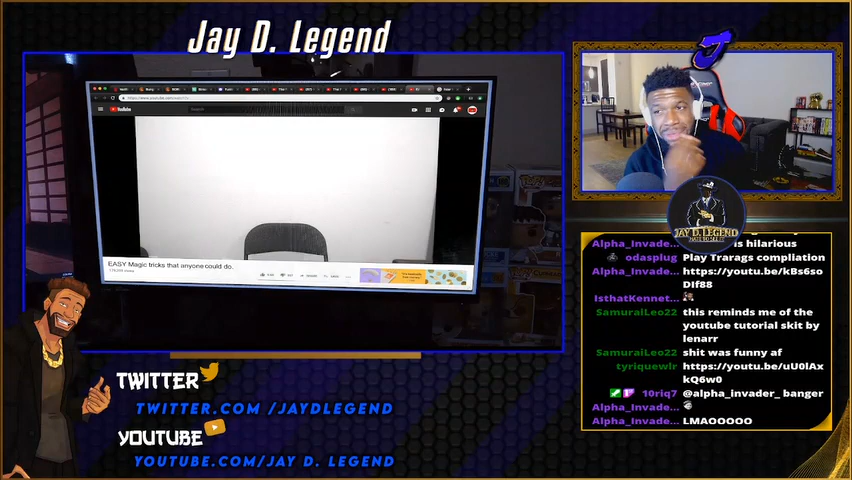 Jay D. Legend
YouTube
Search
EASY Magic tricks that anyone could do.
JAY D. LEGEND
Alpha_Invade... is hilarious
odasplug Play Trarags compliation
Alpha_Invade... https://youtu.be/kBs6so
DIf88
IsthatKennet...
SamuraiLeo22 this reminds me of the
youtube tutorial skit by
lenarr
SamuraiLeo22 shit was funny af
tyriquewlr https://youtu.be/uU0lAx
kQ6w0
10riq7 @alpha_invader_ banger
Alpha_Invade...
Alpha_Invade... LMAOOOOO
TWITTER
TWITTER.COM /JAYDLEGEND
YOUTUBE
YOUTUBE.COM/JAY D. LEGEND